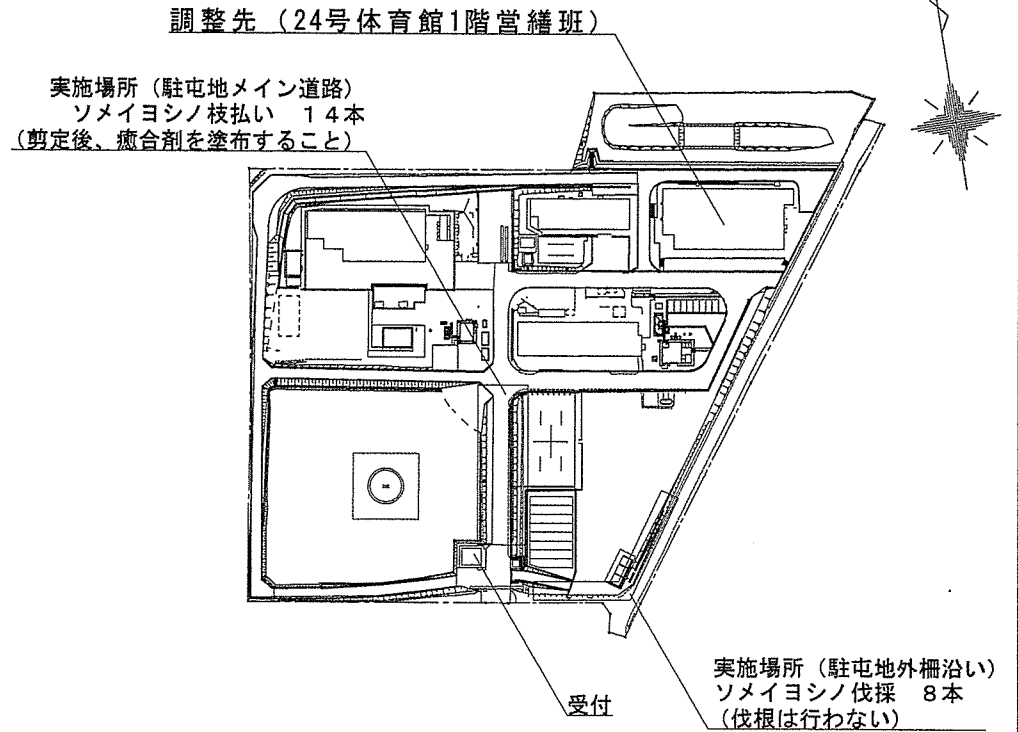 調整先（24号体育館1階営繕班）
実施場所（駐屯地メイン道路）
ソメイヨシノ枝払い　14本
（剪定後、癒合剤を塗布すること）
受付
実施場所（駐屯地外柵沿い）
ソメイヨシノ伐採　8本
（伐根は行わない）